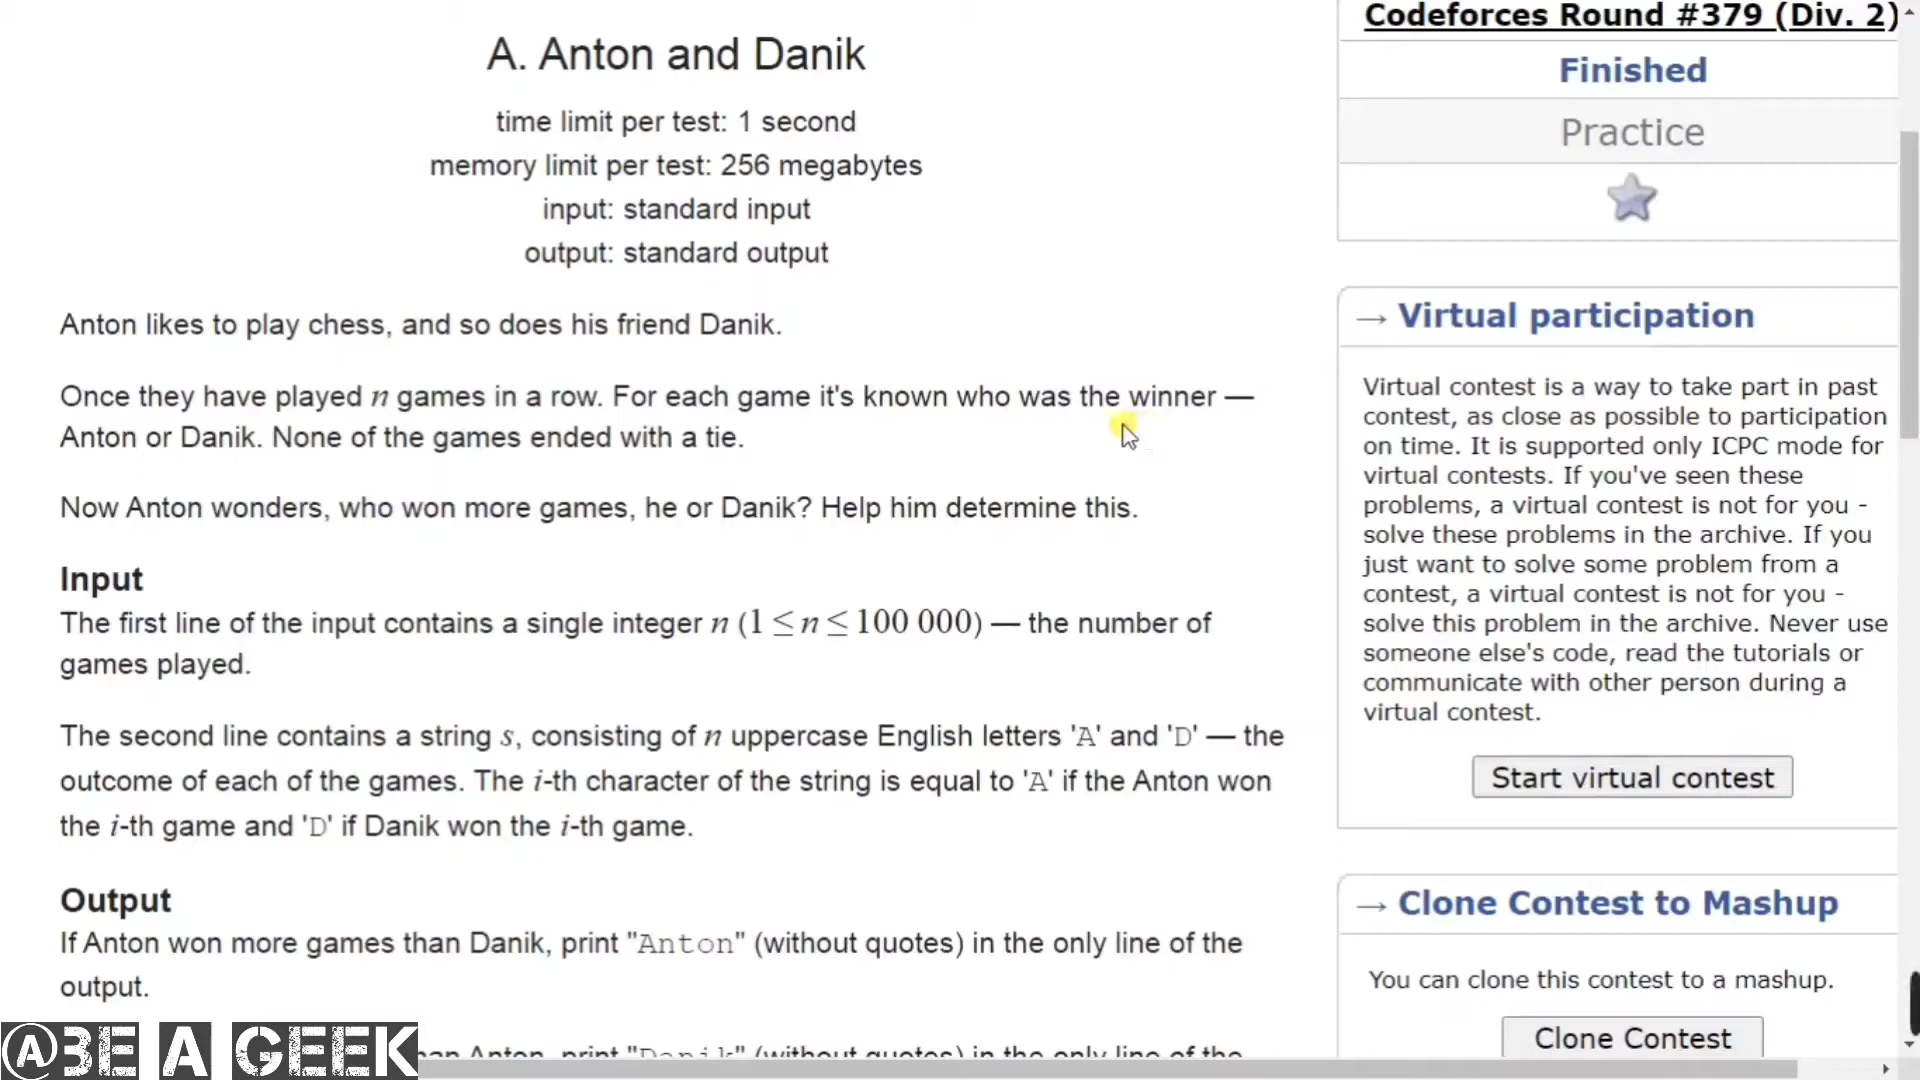 A. Anton and Danik
time limit per test: 1 second
memory limit per test: 256 megabytes
input: standard input
output: standard output
Anton likes to play chess, and so does his friend Danik.
Once they have played n games in a row. For each game it's known who was the winner —
Anton or Danik. None of the games ended with a tie.
Now Anton wonders, who won more games, he or Danik? Help him determine this.
Input
The first line of the input contains a single integer n (1 ≤ n ≤ 100 000) — the number of
games played.
The second line contains a string s, consisting of n uppercase English letters 'A' and 'D' — the
outcome of each of the games. The i-th character of the string is equal to 'A' if the Anton won
the i-th game and 'D' if Danik won the i-th game.
Output
If Anton won more games than Danik, print "Anton" (without quotes) in the only line of the
output.
Anton, print "Danik" (without quotes) in the only line of the
@BE A GEEK
Codeforces Round #379 (Div. 2)
Finished
Practice
→ Virtual participation
Virtual contest is a way to take part in past
contest, as close as possible to participation
on time. It is supported only ICPC mode for
virtual contests. If you've seen these
problems, a virtual contest is not for you -
solve these problems in the archive. If you
just want to solve some problem from a
contest, a virtual contest is not for you -
solve this problem in the archive. Never use
someone else's code, read the tutorials or
communicate with other person during a
virtual contest.
Start virtual contest
→ Clone Contest to Mashup
You can clone this contest to a mashup.
Clone Contest